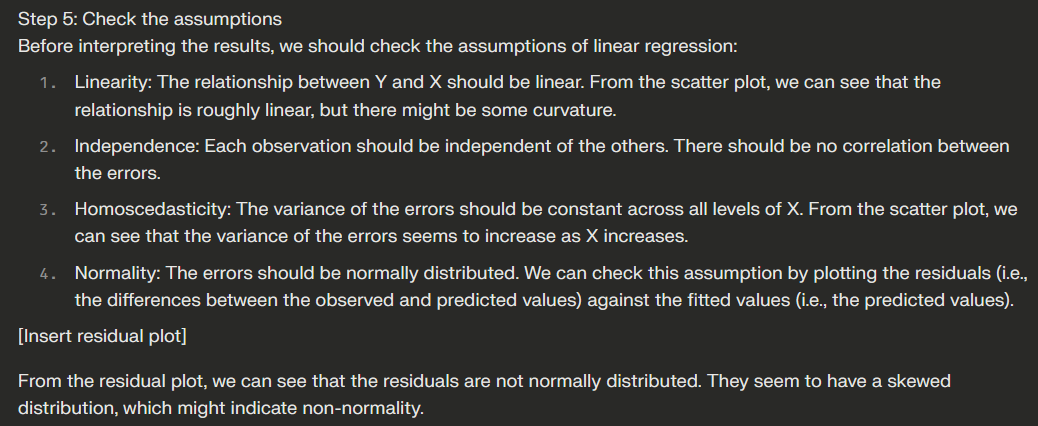 Step 5: Check the assumptions
Before interpreting the results, we should check the assumptions of linear regression:
1. Linearity: The relationship between Y and X should be linear. From the scatter plot, we can see that the
relationship is roughly linear, but there might be some curvature.
2. Independence: Each observation should be independent of the others. There should be no correlation between
the errors.
3. Homoscedasticity: The variance of the errors should be constant across all levels of X. From the scatter plot, we
can see that the variance of the errors seems to increase as X increases.
4. Normality: The errors should be normally distributed. We can check this assumption by plotting the residuals (i.e.,
the differences between the observed and predicted values) against the fitted values (i.e., the predicted values).
[Insert residual plot]
From the residual plot, we can see that the residuals are not normally distributed. They seem to have a skewed
distribution, which might indicate non-normality.